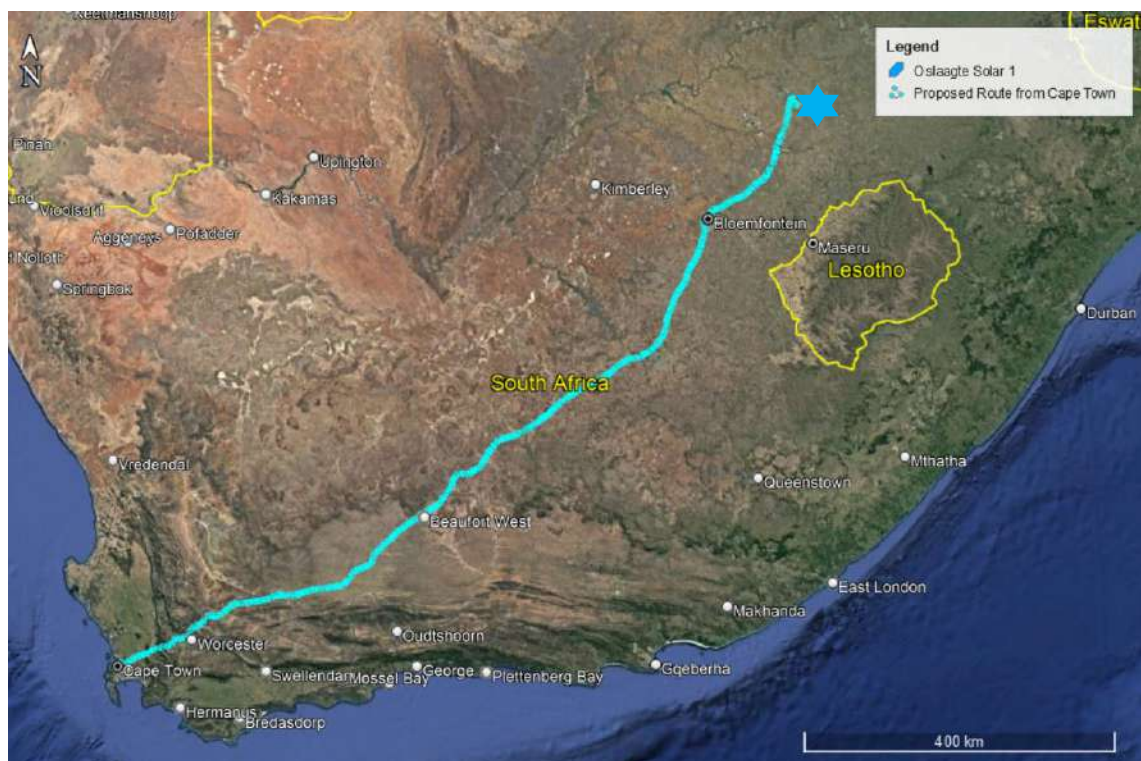 Keetmanshoop
Eswat
Legend
Oslaagte Solar 1
Proposed Route from Cape Town
N
Pinah
Upington
Kimberley
Kakamas
Vioolsdrif
Aggeneys
Pofadder
Bloemfontein
Maseru
t Nolloth
Lesotho
Springbok
Durban
South Africa
Vredendal
Mthatha
Queenstown
Beaufort West
East London
Makhanda
Oudtshoorn
Worcester
Cape Town
Swellendam
Mossel Bay
George
Plettenberg Bay
Gqeberha
Hermanus
Bredasdorp
400 km